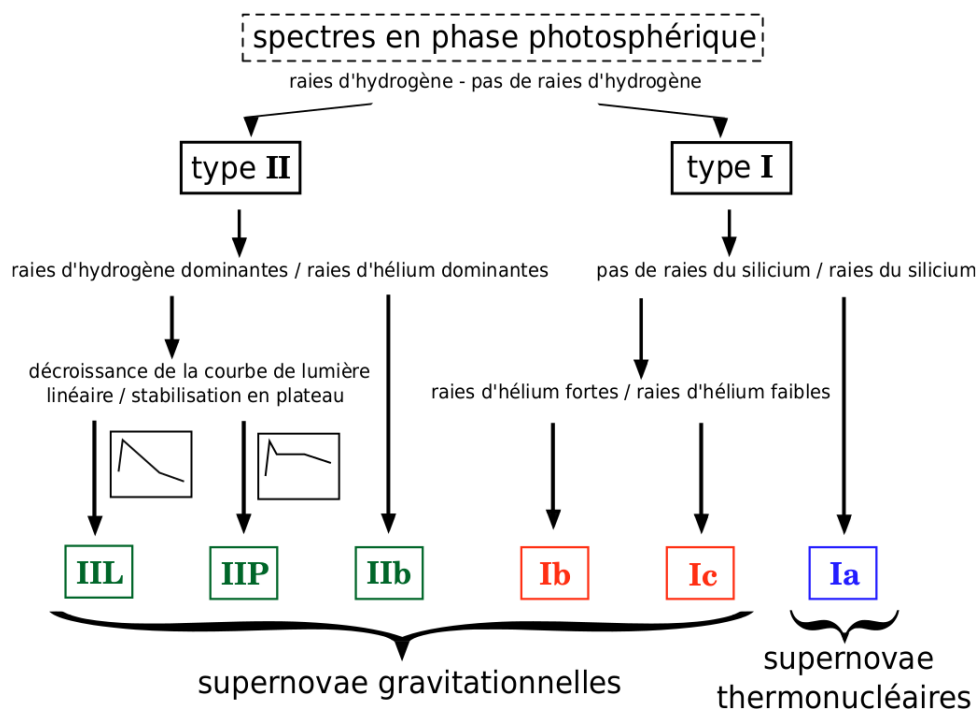 spectres en phase photosphérique
raies d'hydrogène - pas de raies d'hydrogène
type II
type I
raies d'hydrogène dominantes / raies d'hélium dominantes
pas de raies du silicium / raies du silicium
décroissance de la courbe de lumière
linéaire / stabilisation en plateau
raies d'hélium fortes / raies d'hélium faibles
IIL
IIP
IIb
Ib
Ic
Ia
supernovae gravitationnelles
supernovae
thermonucléaires